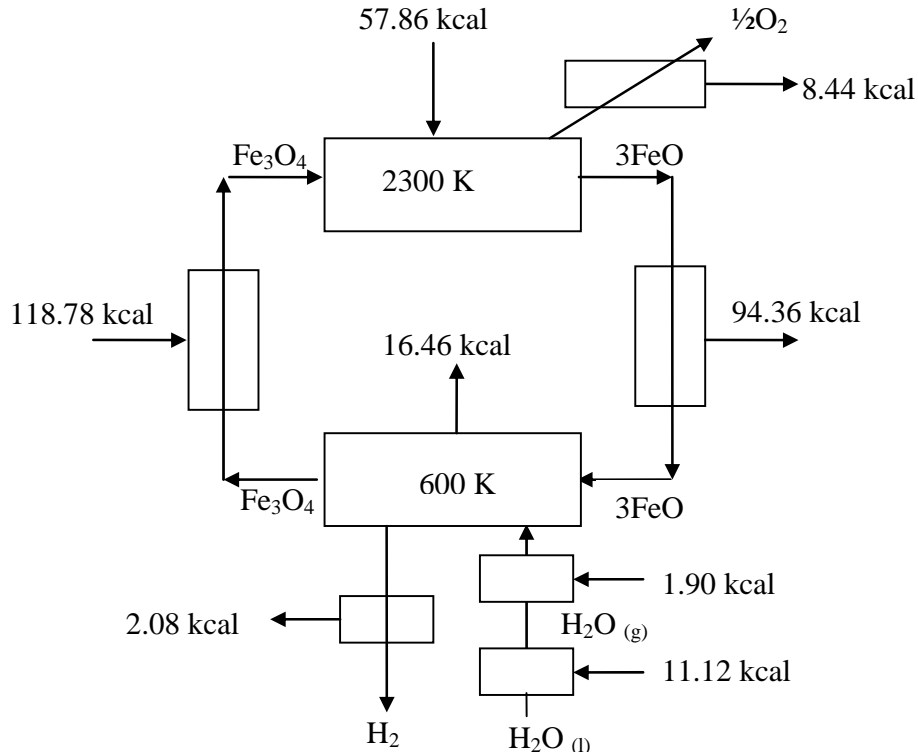 57.86 kcal
½O₂
8.44 kcal
Fe₃O₄
2300 K
3FeO
118.78 kcal
94.36 kcal
16.46 kcal
600 K
Fe₃O₄
3FeO
1.90 kcal
2.08 kcal
H₂O (g)
11.12 kcal
H₂
H₂O (l)